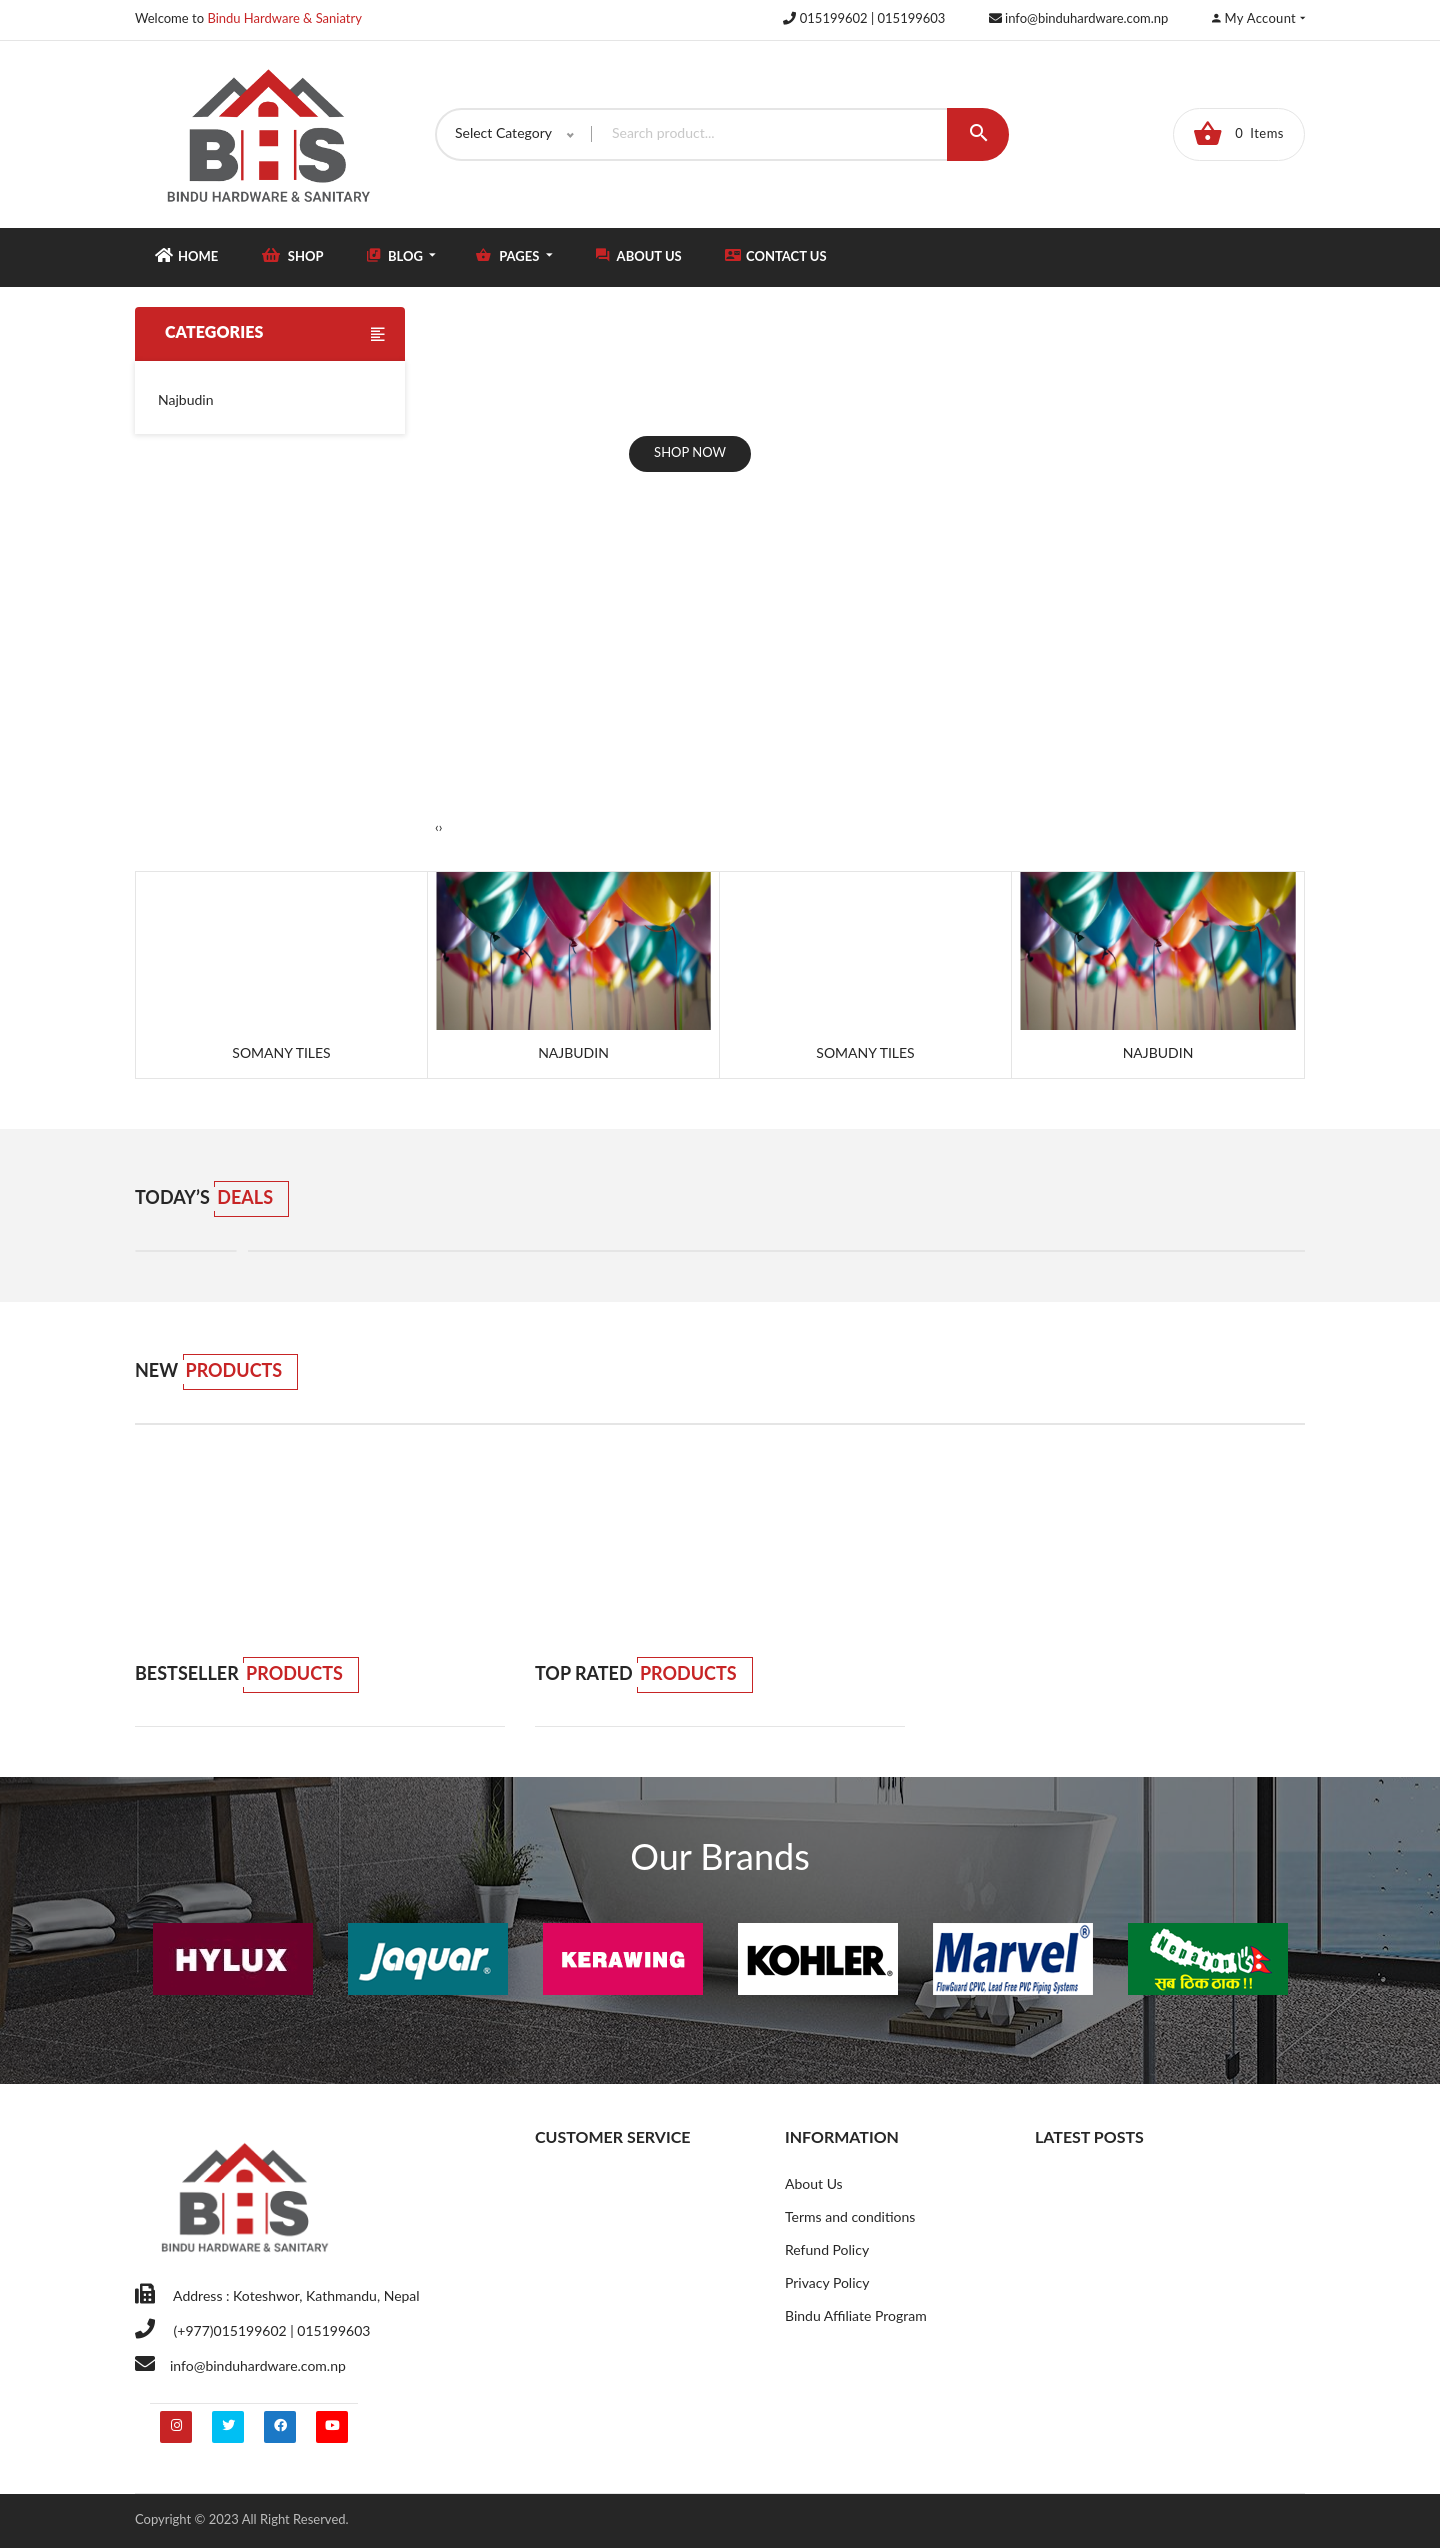 Welcome to Bindu Hardware & Saniatry
015199602 | 015199603
info@binduhardware.com.np
My Account
BHS
BINDU HARDWARE & SANITARY
Select Category
Search product...
0 Items
HOME
SHOP
BLOG
PAGES
ABOUT US
CONTACT US
CATEGORIES
Najbudin
SHOP NOW
‹›
SOMANY TILES
NAJBUDIN
SOMANY TILES
NAJBUDIN
TODAY’S DEALS
NEW PRODUCTS
BESTSELLER PRODUCTS
TOP RATED PRODUCTS
Our Brands
HYLUX
Jaquar®
KERAWING
KOHLER®
Marvel®
FlowGuard CPVC, Lead Free PVC Piping Systems
Nepatop
सब ठिक ठाक !!
BHS
BINDU HARDWARE & SANITARY
Address : Koteshwor, Kathmandu, Nepal
(+977)015199602 | 015199603
info@binduhardware.com.np
CUSTOMER SERVICE
INFORMATION
About Us
Terms and conditions
Refund Policy
Privacy Policy
Bindu Affiliate Program
LATEST POSTS
Copyright © 2023 All Right Reserved.